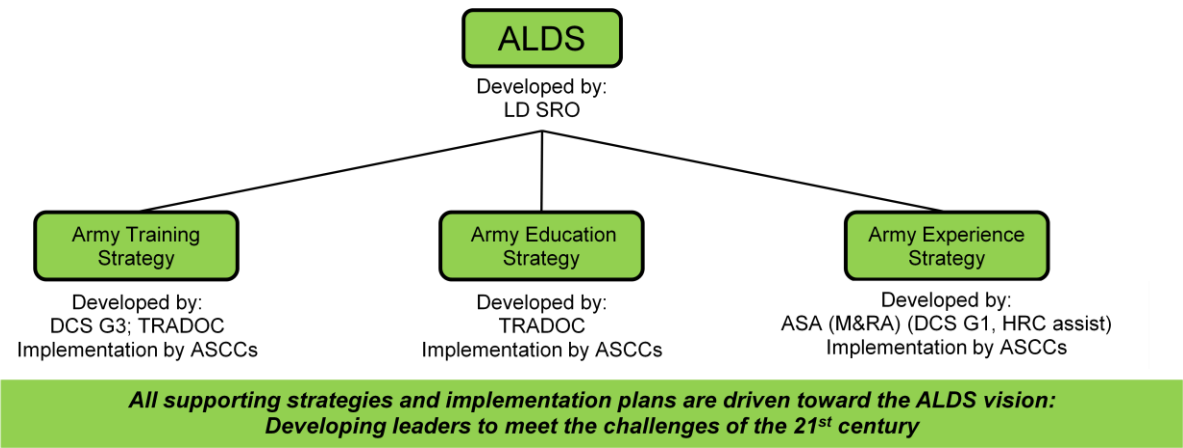 ALDS
Developed by:
LD SRO
Army Training
Strategy
Developed by:
DCS G3; TRADOC
Implementation by ASCCs
Army Education
Strategy
Developed by:
TRADOC
Implementation by ASCCs
Army Experience
Strategy
Developed by:
ASA (M&RA) (DCS G1, HRC assist)
Implementation by ASCCs
All supporting strategies and implementation plans are driven toward the ALDS vision:
Developing leaders to meet the challenges of the 21st century